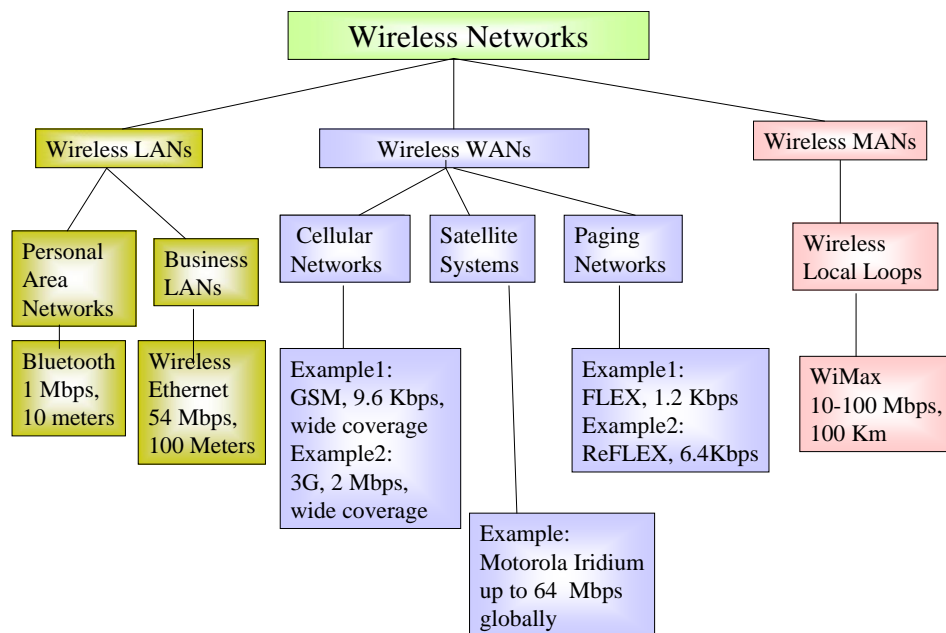 Wireless Networks
Wireless LANs
Wireless WANs
Wireless MANs
Personal
Area
Networks
Business
LANs
Cellular
Networks
Satellite
Systems
Paging
Networks
Wireless
Local Loops
Bluetooth
1 Mbps,
10 meters
Wireless
Ethernet
54 Mbps,
100 Meters
Example1:
GSM, 9.6 Kbps,
wide coverage
Example2:
3G, 2 Mbps,
wide coverage
Example1:
FLEX, 1.2 Kbps
Example2:
ReFLEX, 6.4Kbps
WiMax
10-100 Mbps,
100 Km
Example:
Motorola Iridium
up to 64 Mbps
globally